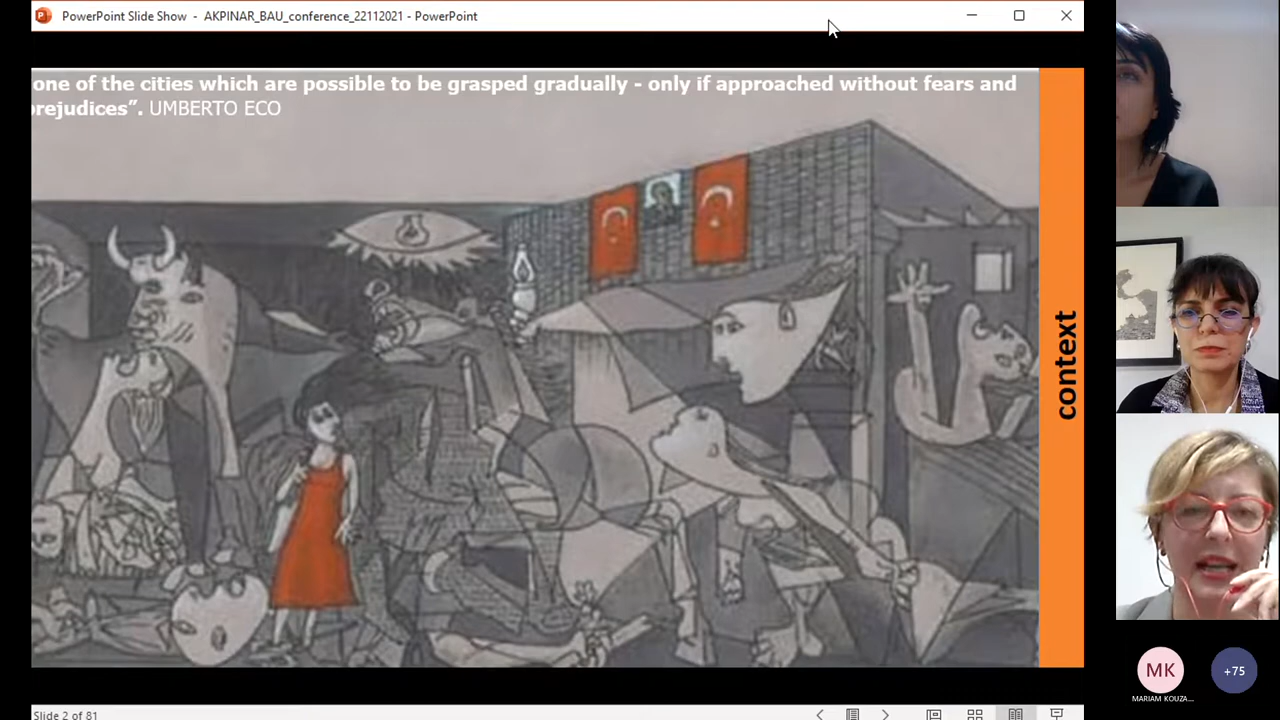 PowerPoint Slide Show - AKPINAR_BAU_conference_22112021 - PowerPoint
one of the cities which are possible to be grasped gradually - only if approached without fears and
prejudices”. UMBERTO ECO
context
MK
+75
MARIAM KOUZA...
Slide 2 of 81